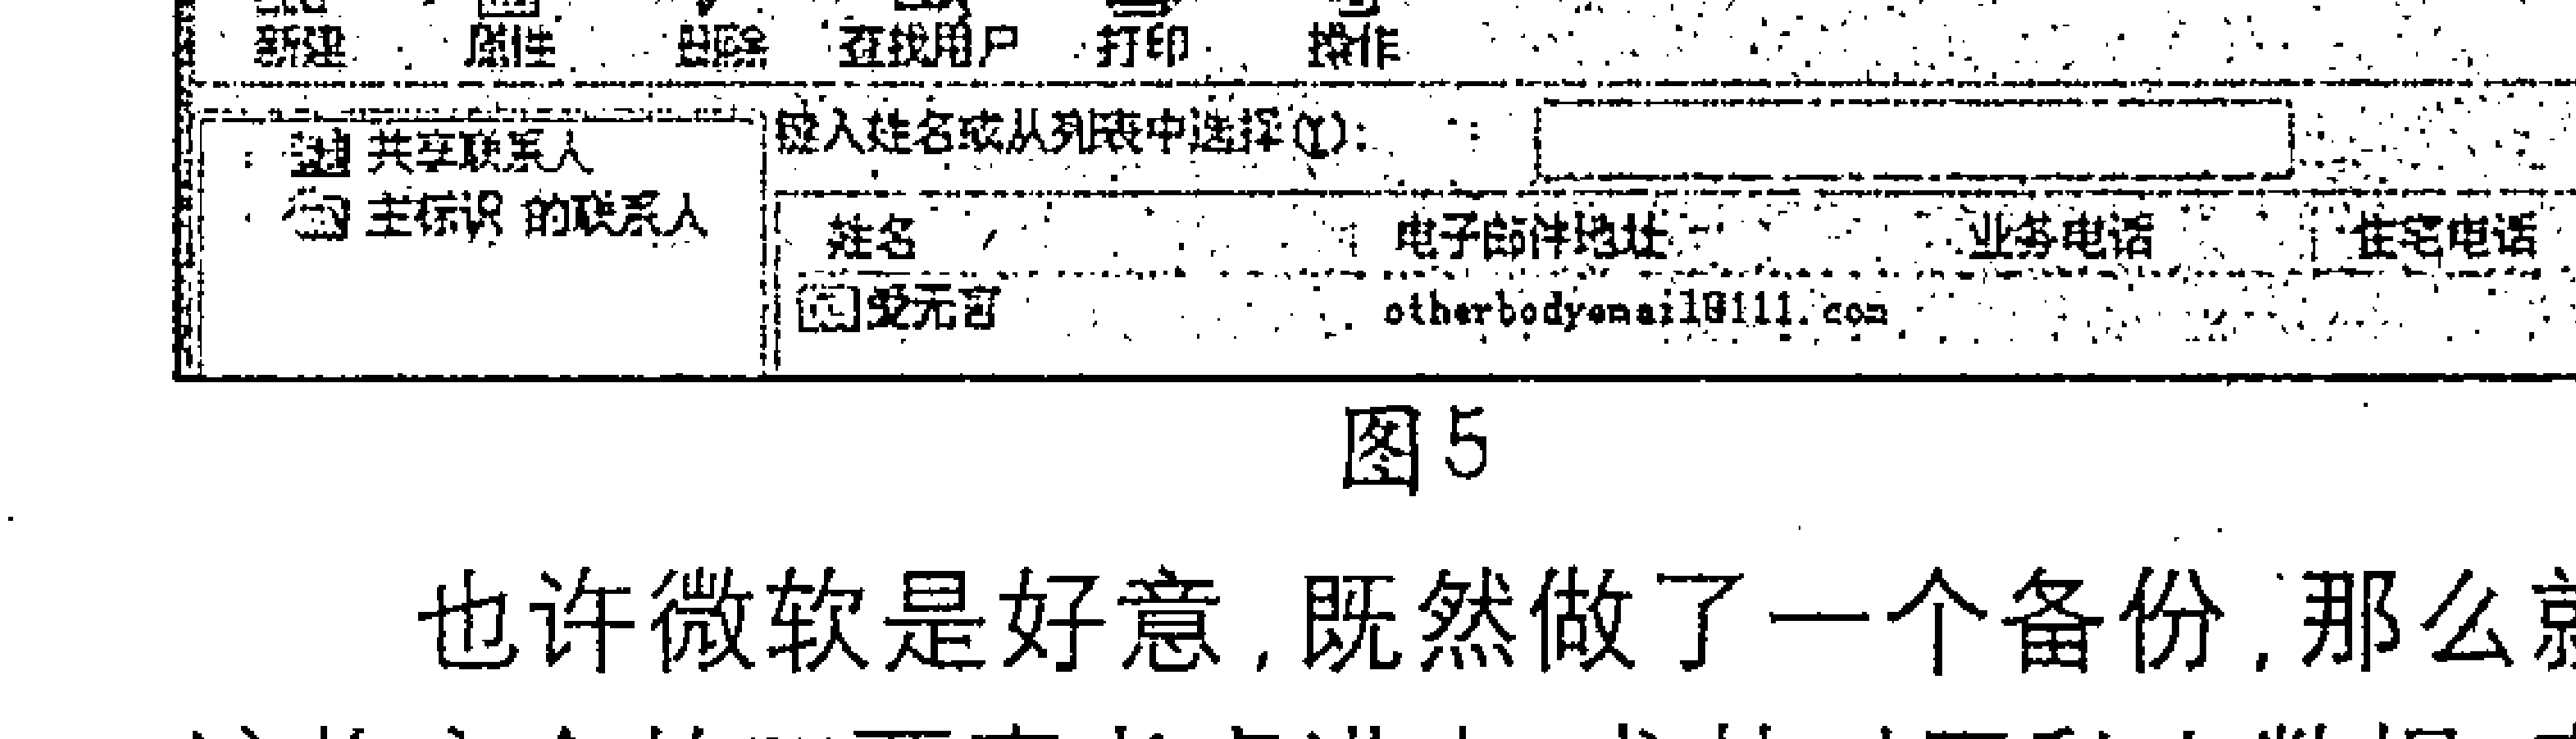 新建 属性 删除 查找用户 打印 操作
共享联系人
主标识 的联系人
键入姓名或从列表中选择(Y):
姓名 电子邮件地址 业务电话 住宅电话
otherbodyemail@111.com
图5
也许微软是好意,既然做了一个备份,那么